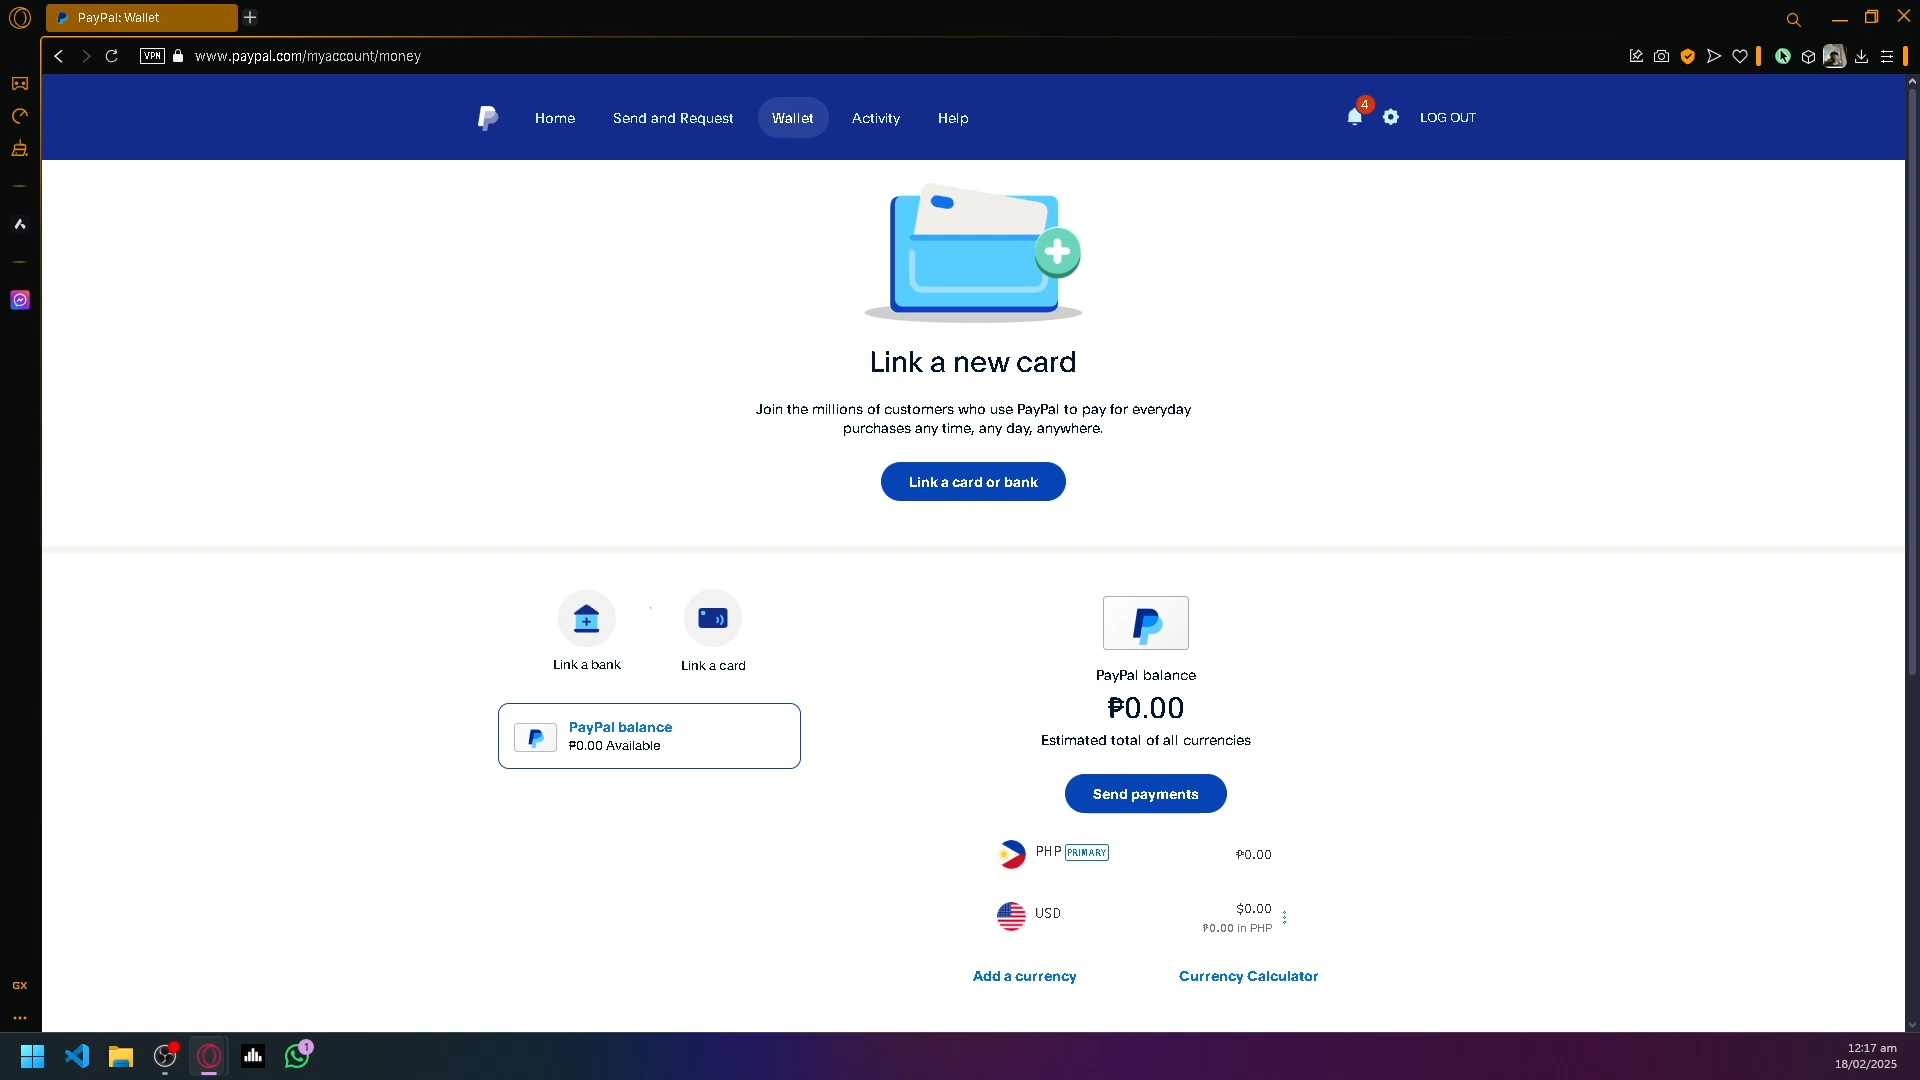 PayPal: Wallet
VPN
www.paypal.com/myaccount/money
Home
Send and Request
Wallet
Activity
Help
4
LOG OUT
Link a new card
Join the millions of customers who use PayPal to pay for everyday
purchases any time, any day, anywhere.
Link a card or bank
Link a bank
Link a card
PayPal balance
₱0.00 Available
PayPal balance
₱0.00
Estimated total of all currencies
Send payments
PHP PRIMARY
₱0.00
USD
$0.00
₱0.00 in PHP
Add a currency
Currency Calculator
GX
1
12:17 am
18/02/2025